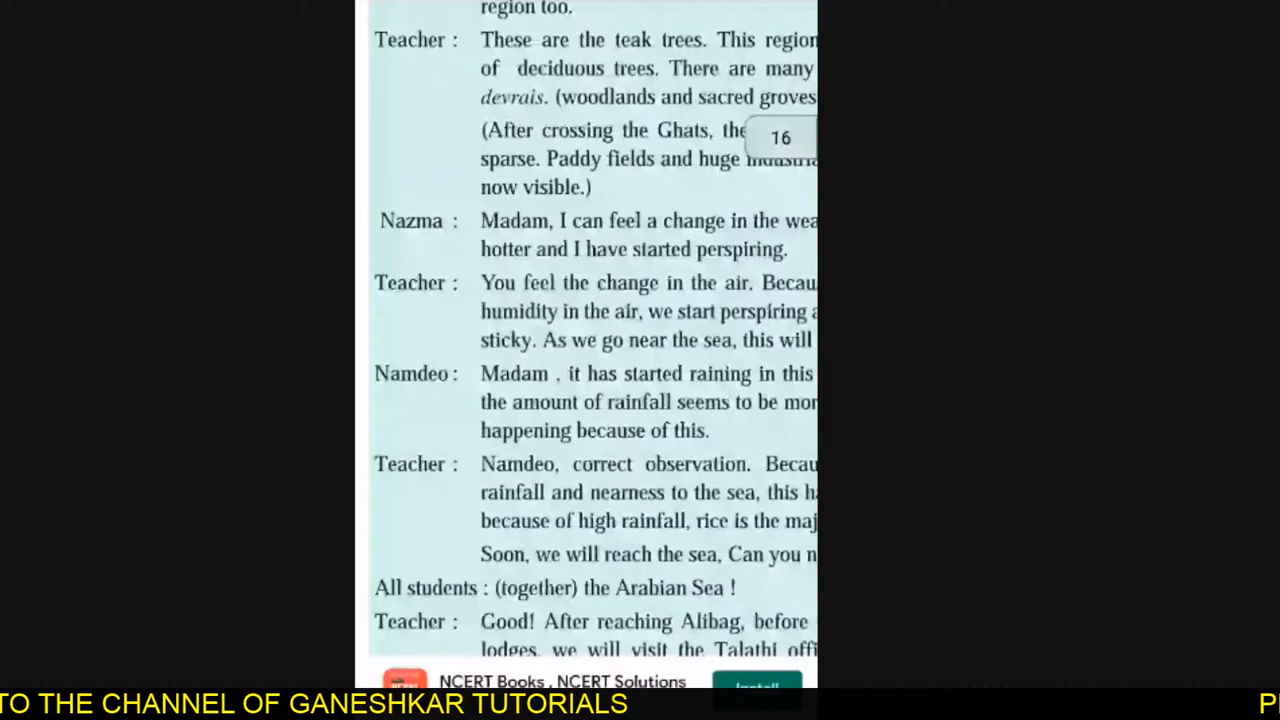 region too.
Teacher : These are the teak trees. This region
of deciduous trees. There are many
devrais. (woodlands and sacred groves
(After crossing the Ghats, the
16
sparse. Paddy fields and huge
now visible.)
Nazma : Madam, I can feel a change in the wea
hotter and I have started perspiring.
Teacher : You feel the change in the air. Becau
humidity in the air, we start perspiring a
sticky. As we go near the sea, this will
Namdeo : Madam , it has started raining in this
the amount of rainfall seems to be mor
happening because of this.
Teacher : Namdeo, correct observation. Becau
rainfall and nearness to the sea, this ha
because of high rainfall, rice is the maj
Soon, we will reach the sea, Can you n
All students : (together) the Arabian Sea !
Teacher : Good! After reaching Alibag, before
lodges, we will visit the Talathi offi
NCERT Books , NCERT Solutions
Install
TO THE CHANNEL OF GANESHKAR TUTORIALS